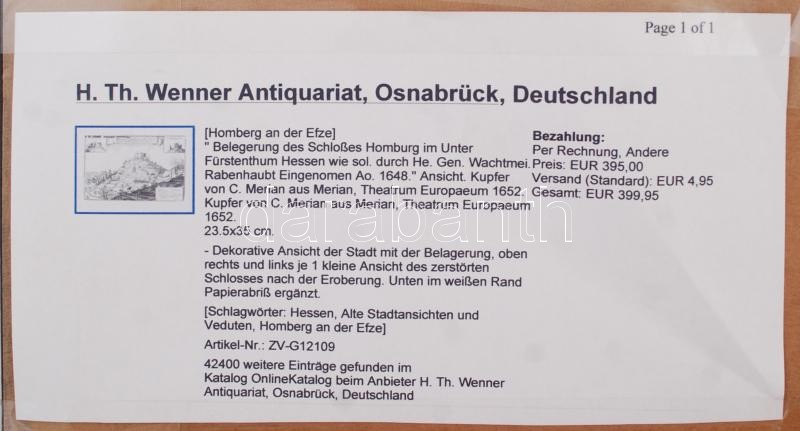 Page 1 of 1
H. Th. Wenner Antiquariat, Osnabrück, Deutschland
[Homberg an der Efze]
" Belegerung des Schloßes Homburg im Unter
Fürstenthum Hessen wie sol. durch He. Gen. Wachtmei.
Rabenhaubt Eingenomen Ao. 1648." Ansicht. Kupfer
von C. Merian aus Merian, Theatrum Europaeum 1652.
Kupfer von C. Merian aus Merian, Theatrum Europaeum
1652.
23.5x35 cm.
- Dekorative Ansicht der Stadt mit der Belagerung, oben
rechts und links je 1 kleine Ansicht des zerstörten
Schlosses nach der Eroberung. Unten im weißen Rand
Papierabriß ergänzt.
[Schlagwörter: Hessen, Alte Stadtansichten und
Veduten, Homberg an der Efze]
Artikel-Nr.: ZV-G12109
42400 weitere Einträge gefunden im
Katalog OnlineKatalog beim Anbieter H. Th. Wenner
Antiquariat, Osnabrück, Deutschland
Bezahlung:
Per Rechnung, Andere
Preis: EUR 395,00
Versand (Standard): EUR 4,95
Gesamt: EUR 399,95
darabanth